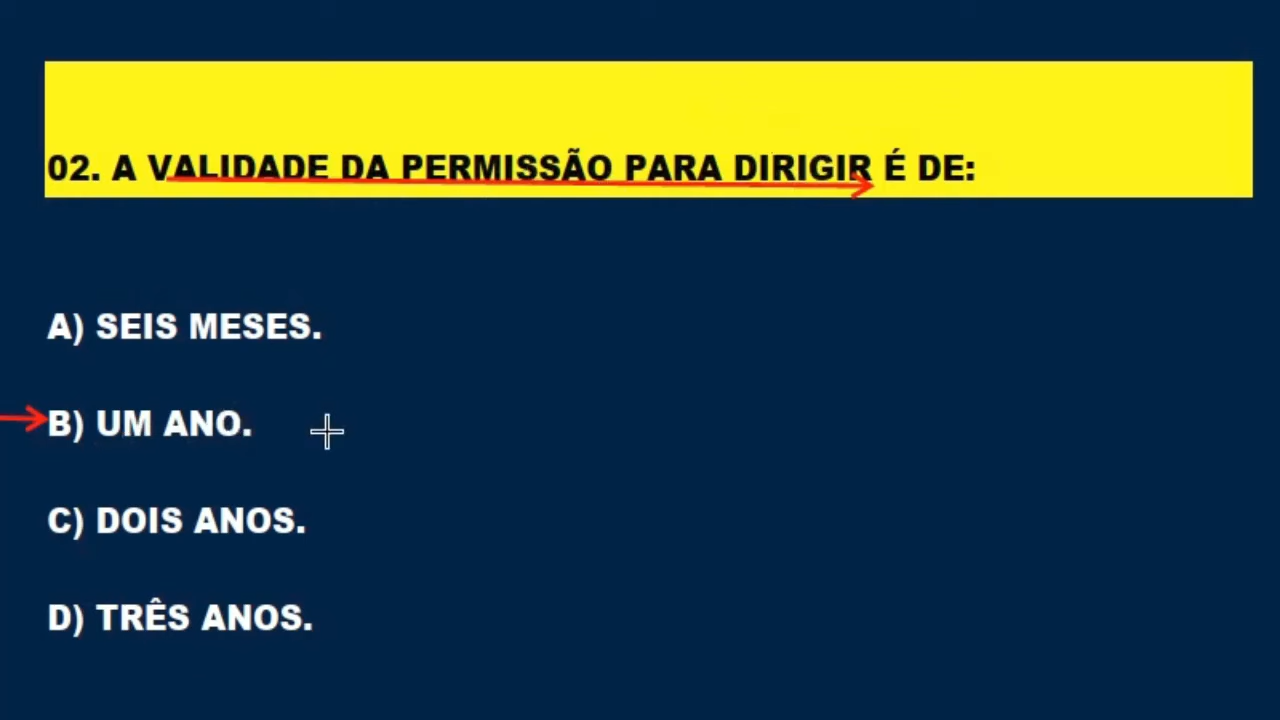 02. A VALIDADE DA PERMISSÃO PARA DIRIGIR É DE:
A) SEIS MESES.
B) UM ANO.
C) DOIS ANOS.
D) TRÊS ANOS.